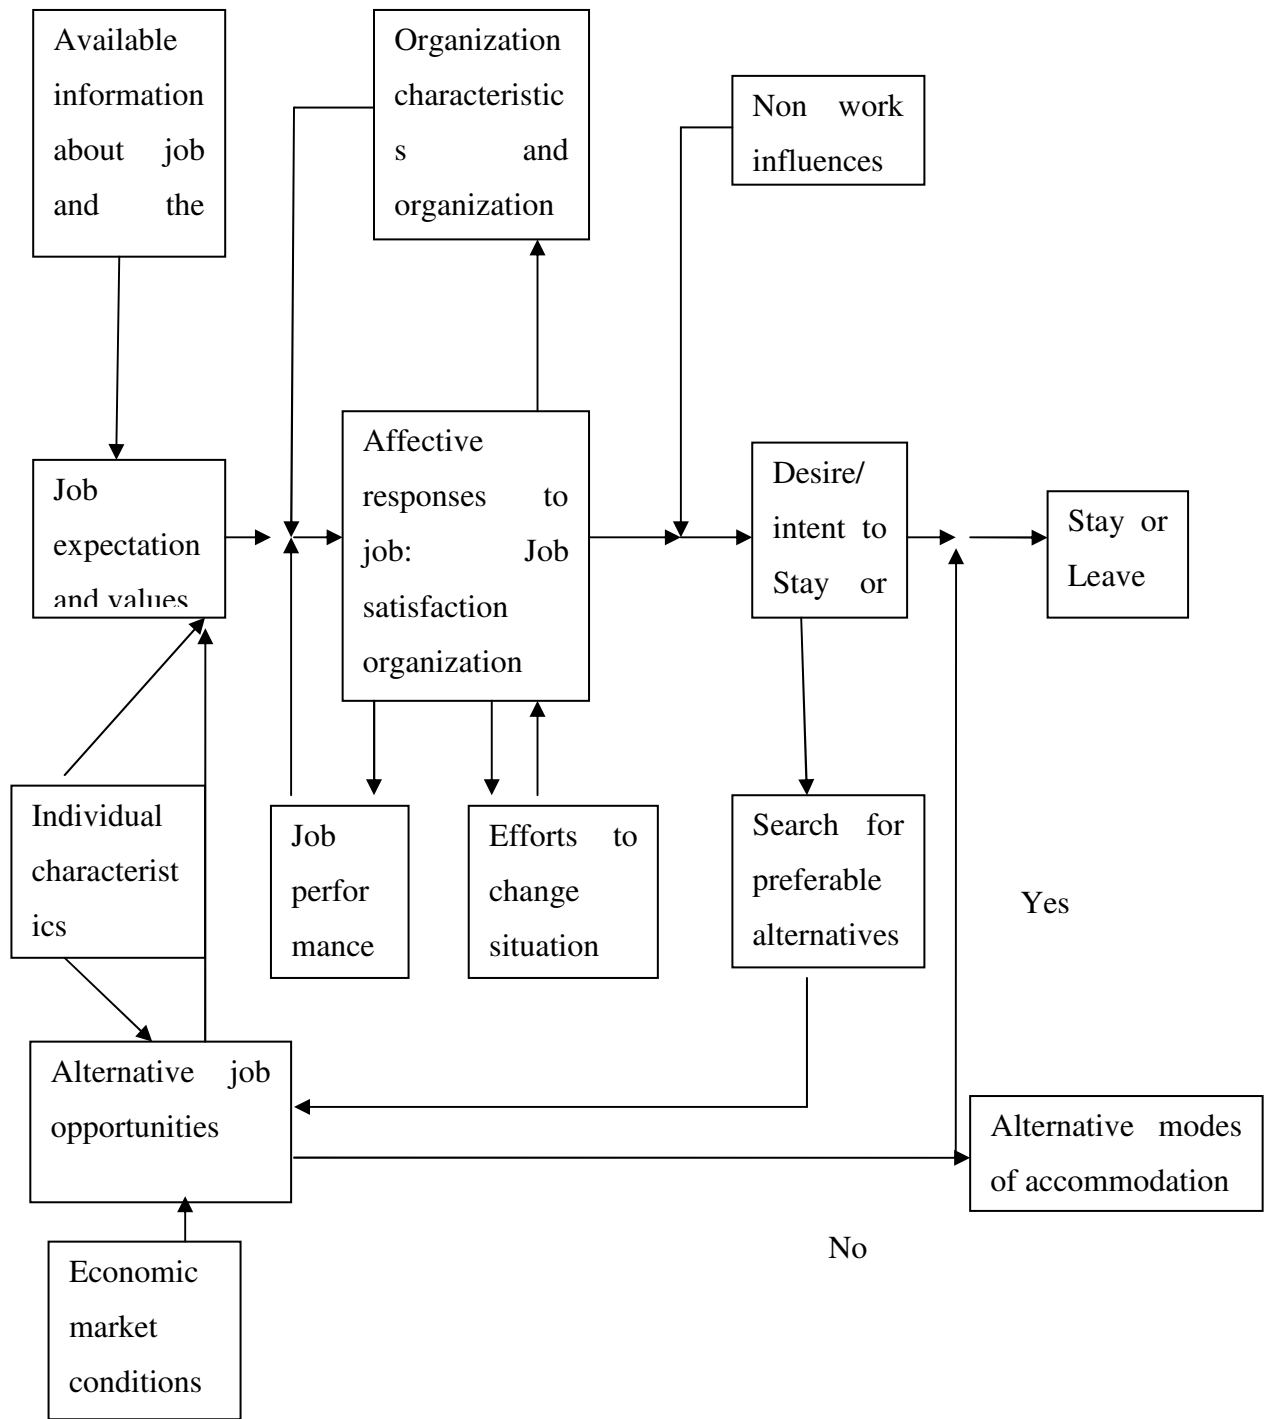 Available
information
about job
and the
Organization
characteristic
s and
organization
Non work
influences
Job
expectation
and values
Affective
responses to
job: Job
satisfaction
organization
Desire/
intent to
Stay or
Stay or
Leave
Individual
characterist
ics
Job
perfor
mance
Efforts to
change
situation
Search for
preferable
alternatives
Yes
Alternative job
opportunities
Alternative modes
of accommodation
No
Economic
market
conditions